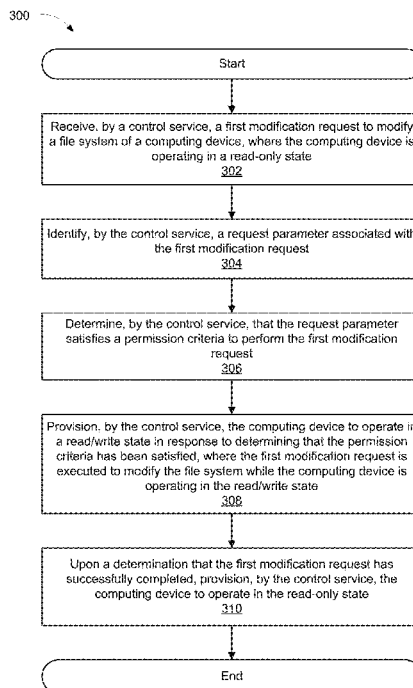 300
Start
Receive, by a control service, a first modification request to modify
a file system of a computing device, where the computing device is
operating in a read-only state
302
Identify, by the control service, a request parameter associated with
the first modification request
304
Determine, by the control service, that the request parameter
satisfies a permission criteria to perform the first modification
request
306
Provision, by the control service, the computing device to operate in
a read/write state in response to determining that the permission
criteria has been satisfied, where the first modification request is
executed to modify the file system while the computing device is
operating in the read/write state
308
Upon a determination that the first modification request has
successfully completed, provision, by the control service, the
computing device to operate in the read-only state
310
End